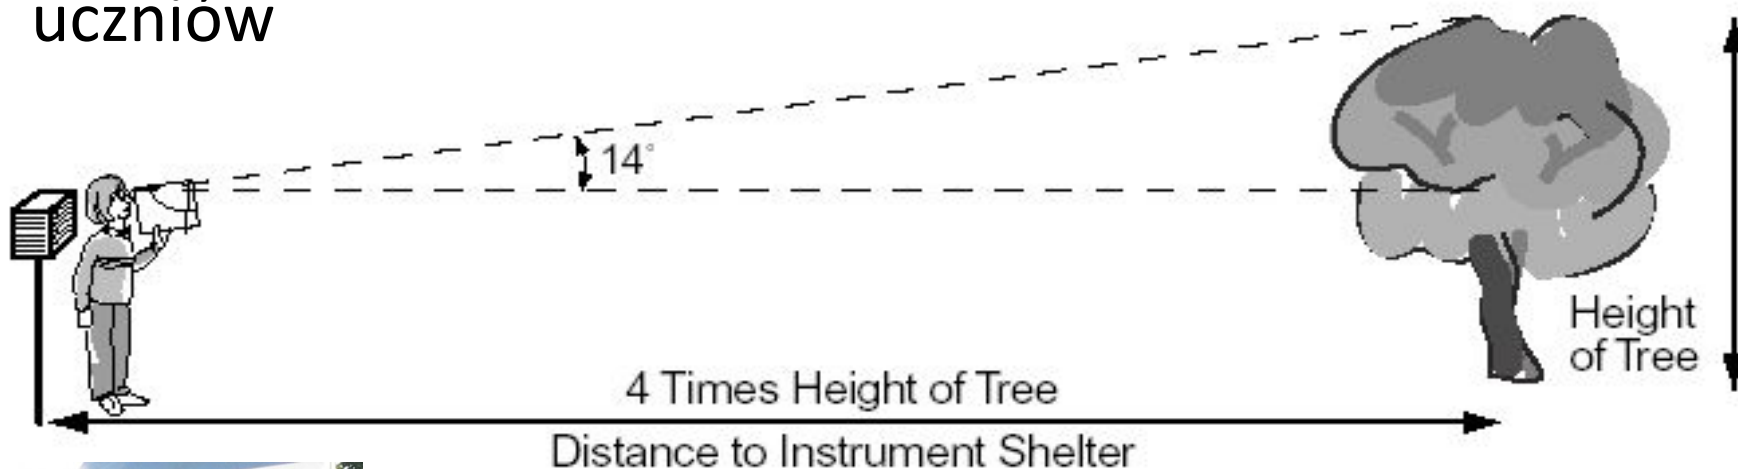 uczniów
14°
Height
of Tree
4 Times Height of Tree
Distance to Instrument Shelter